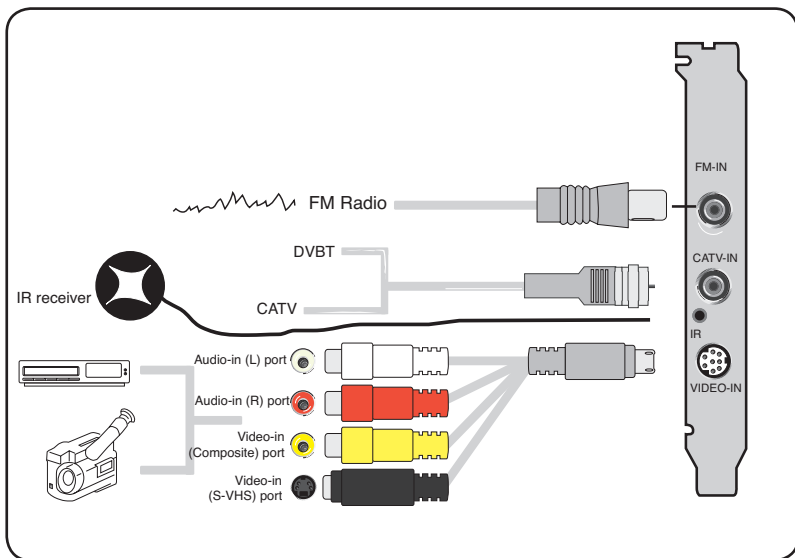 FM-IN
FM Radio
DVBT
CATV-IN
IR receiver
CATV
IR
Audio-in (L) port
VIDEO-IN
Audio-in (R) port
Video-in
(Composite) port
Video-in
(S-VHS) port